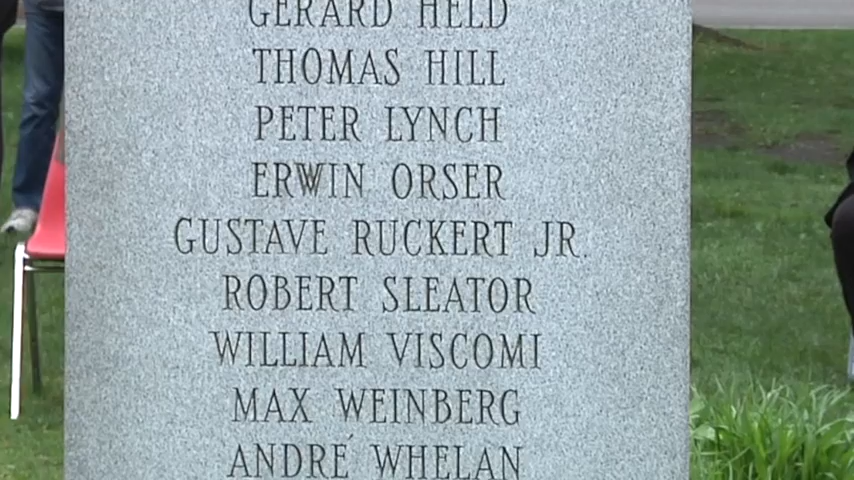 GERARD HELD
THOMAS HILL
PETER LYNCH
ERWIN ORSER
GUSTAVE RUCKERT JR.
ROBERT SLEATOR
WILLIAM VISCOMI
MAX WEINBERG
ANDRÉ WHELAN